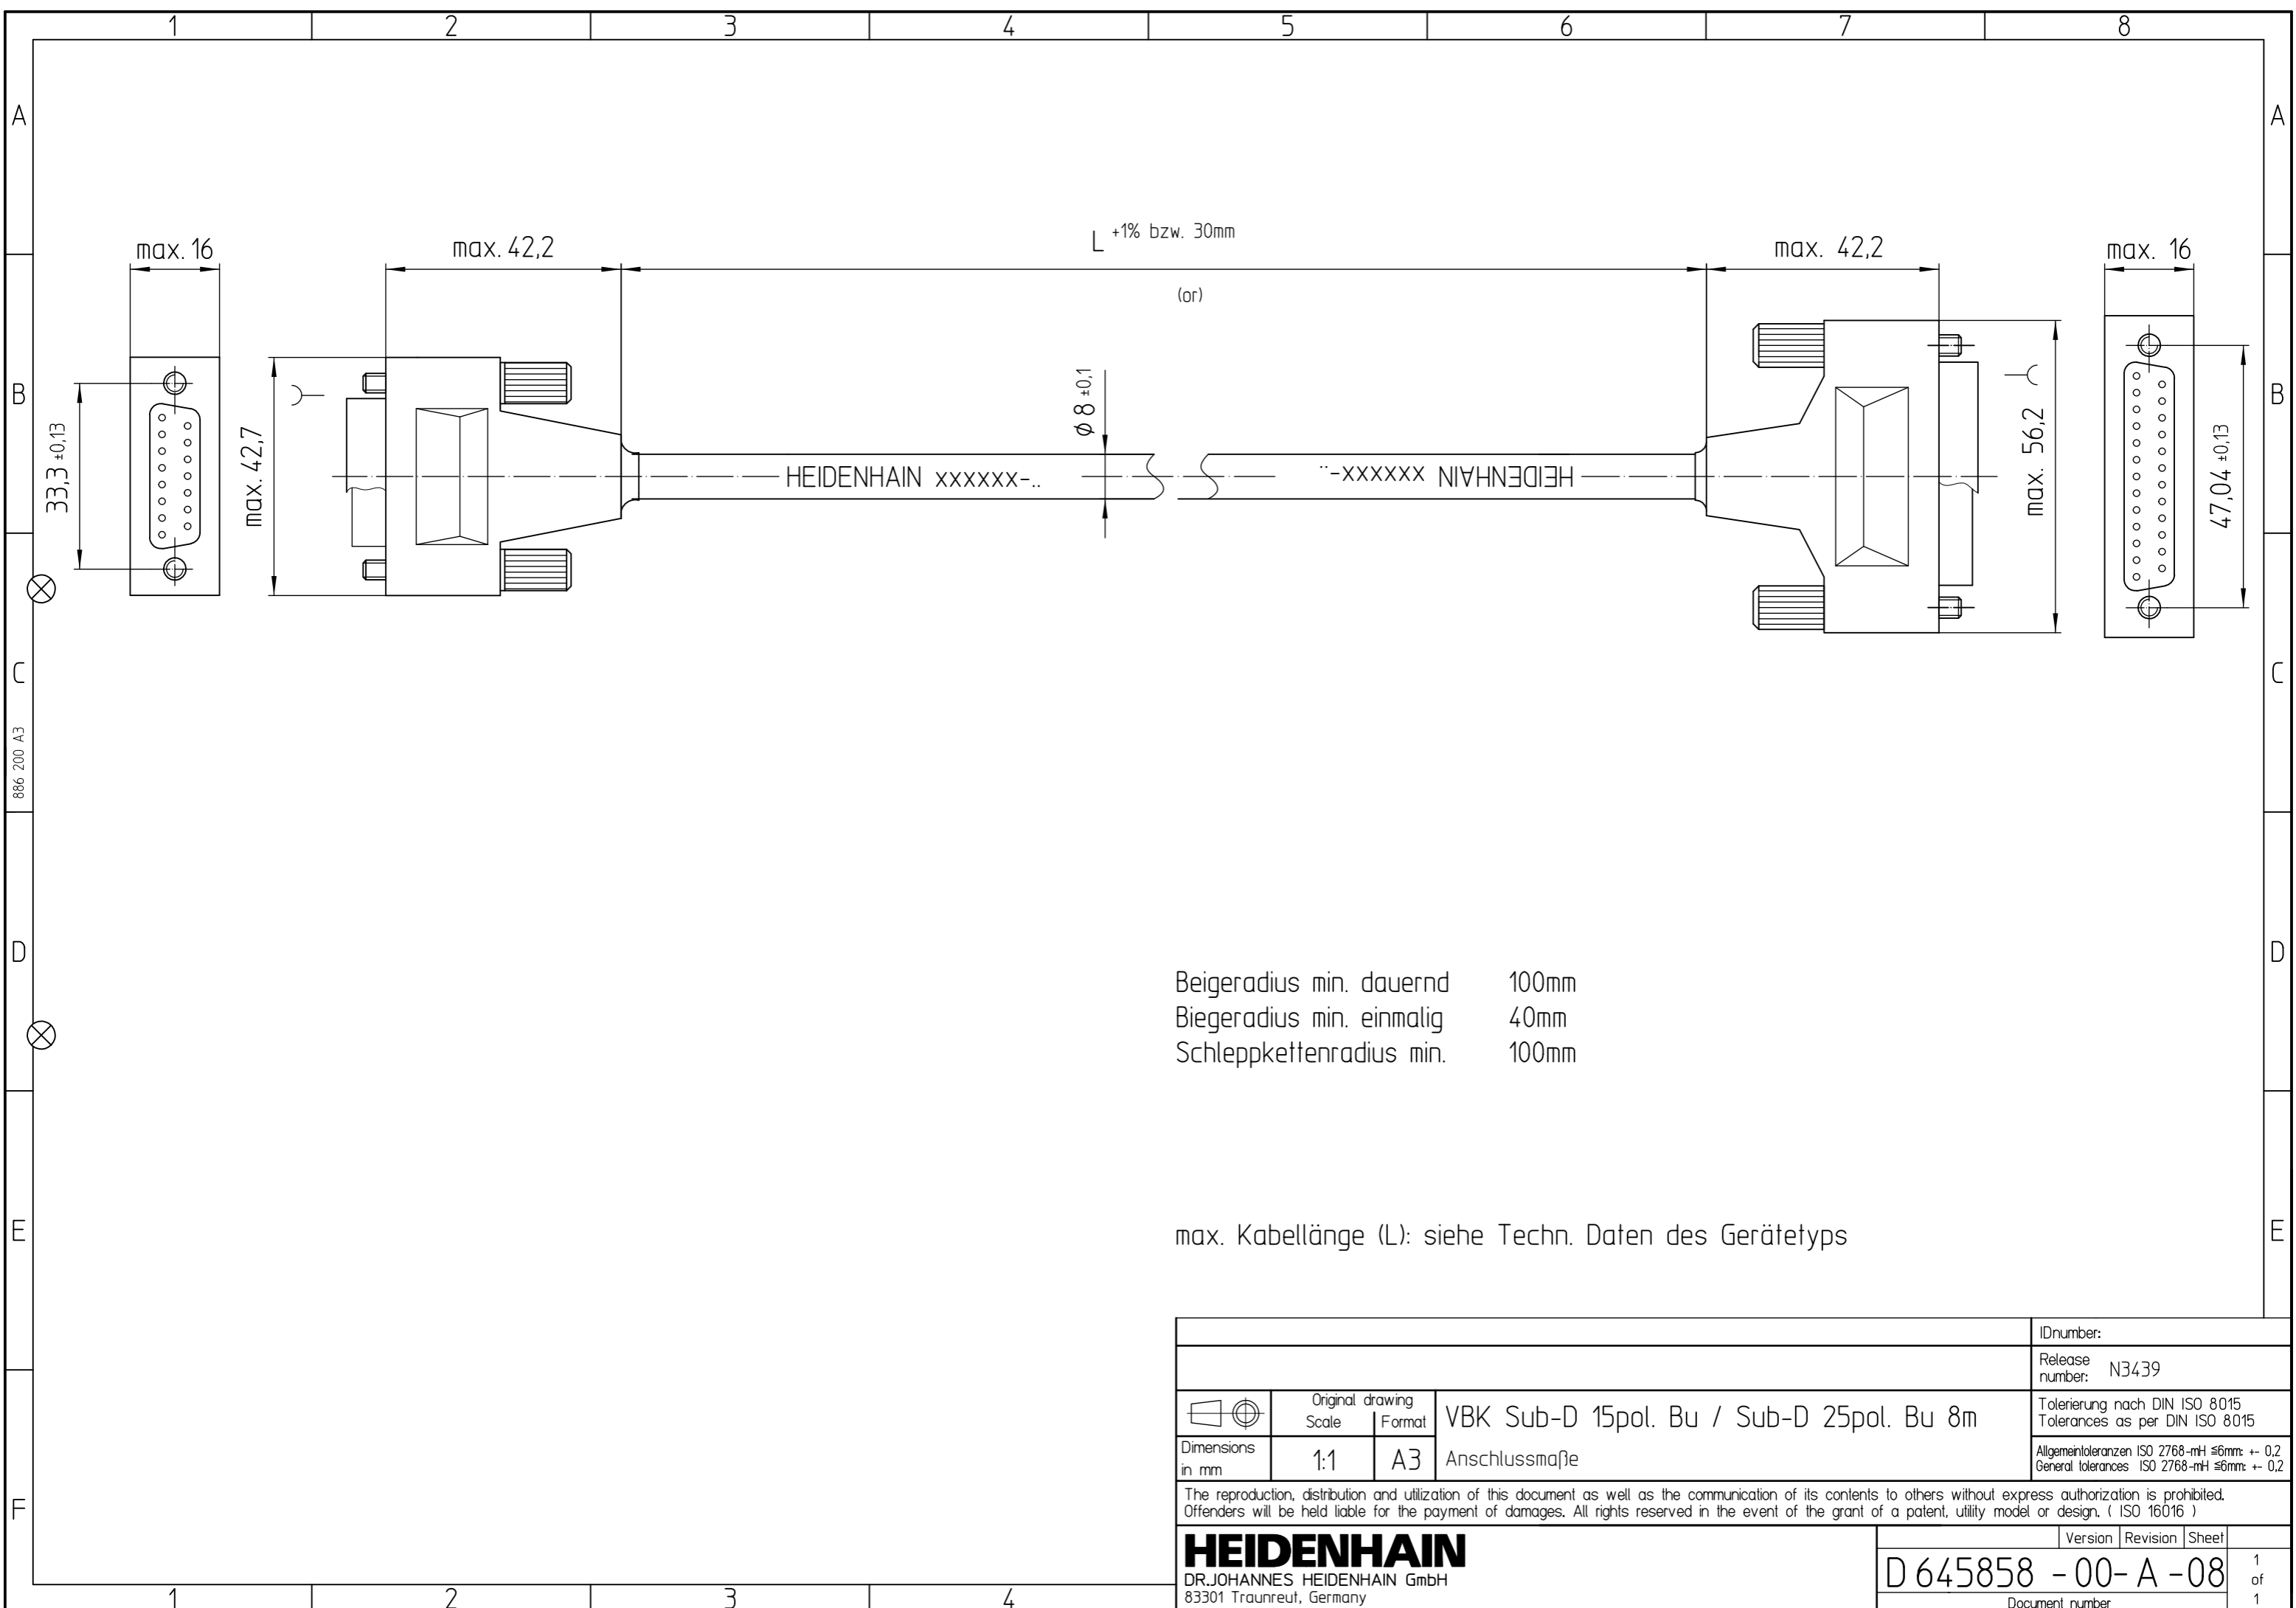 1 2 3 4 5 6 7 8
A A
max. 16
max. 42,2
L +1% bzw. 30mm
(or)
max. 42,2
max. 16
B B
33,3 ±0,13
max. 42,7
HEIDENHAIN xxxxxx-..
ϕ 8 ±0,1
HEIDENHAIN xxxxxx-..
max. 56,2
47,04 ±0,13
C C
886 200 A3
D D
Beigeradius min. dauernd 100mm
Biegeradius min. einmalig 40mm
Schleppkettenradius min. 100mm
E E
max. Kabellänge (L): siehe Techn. Daten des Gerätetyps
F
IDnumber:
Release number: N3439
Original drawing
Scale Format
1:1 A3
Dimensions in mm
VBK Sub-D 15pol. Bu / Sub-D 25pol. Bu 8m
Anschlussmaße
Tolerierung nach DIN ISO 8015
Tolerances as per DIN ISO 8015
Allgemeintoleranzen ISO 2768-mH ≤6mm: +- 0,2
General tolerances ISO 2768-mH ≤6mm: +- 0,2
The reproduction, distribution and utilization of this document as well as the communication of its contents to others without express authorization is prohibited.
Offenders will be held liable for the payment of damages. All rights reserved in the event of the grant of a patent, utility model or design. ( ISO 16016 )
HEIDENHAIN
DR.JOHANNES HEIDENHAIN GmbH
83301 Traunreut, Germany
Version Revision Sheet
D 645858 - 00- A - 08
1 of 1
Document number
1 2 3 4